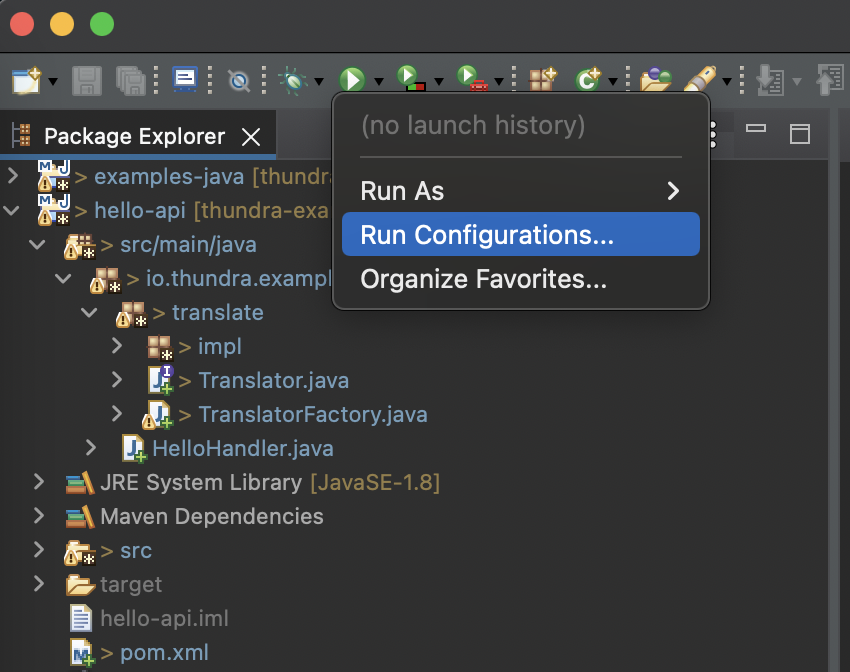 (no launch history)
Package Explorer
Run As
Run Configurations...
Organize Favorites...
> examples-java [thundr
> hello-api [thundra-exa
> src/main/java
> io.thundra.exampl
> translate
> impl
> Translator.java
> TranslatorFactory.java
HelloHandler.java
JRE System Library [JavaSE-1.8]
Maven Dependencies
> src
target
hello-api.iml
> pom.xml